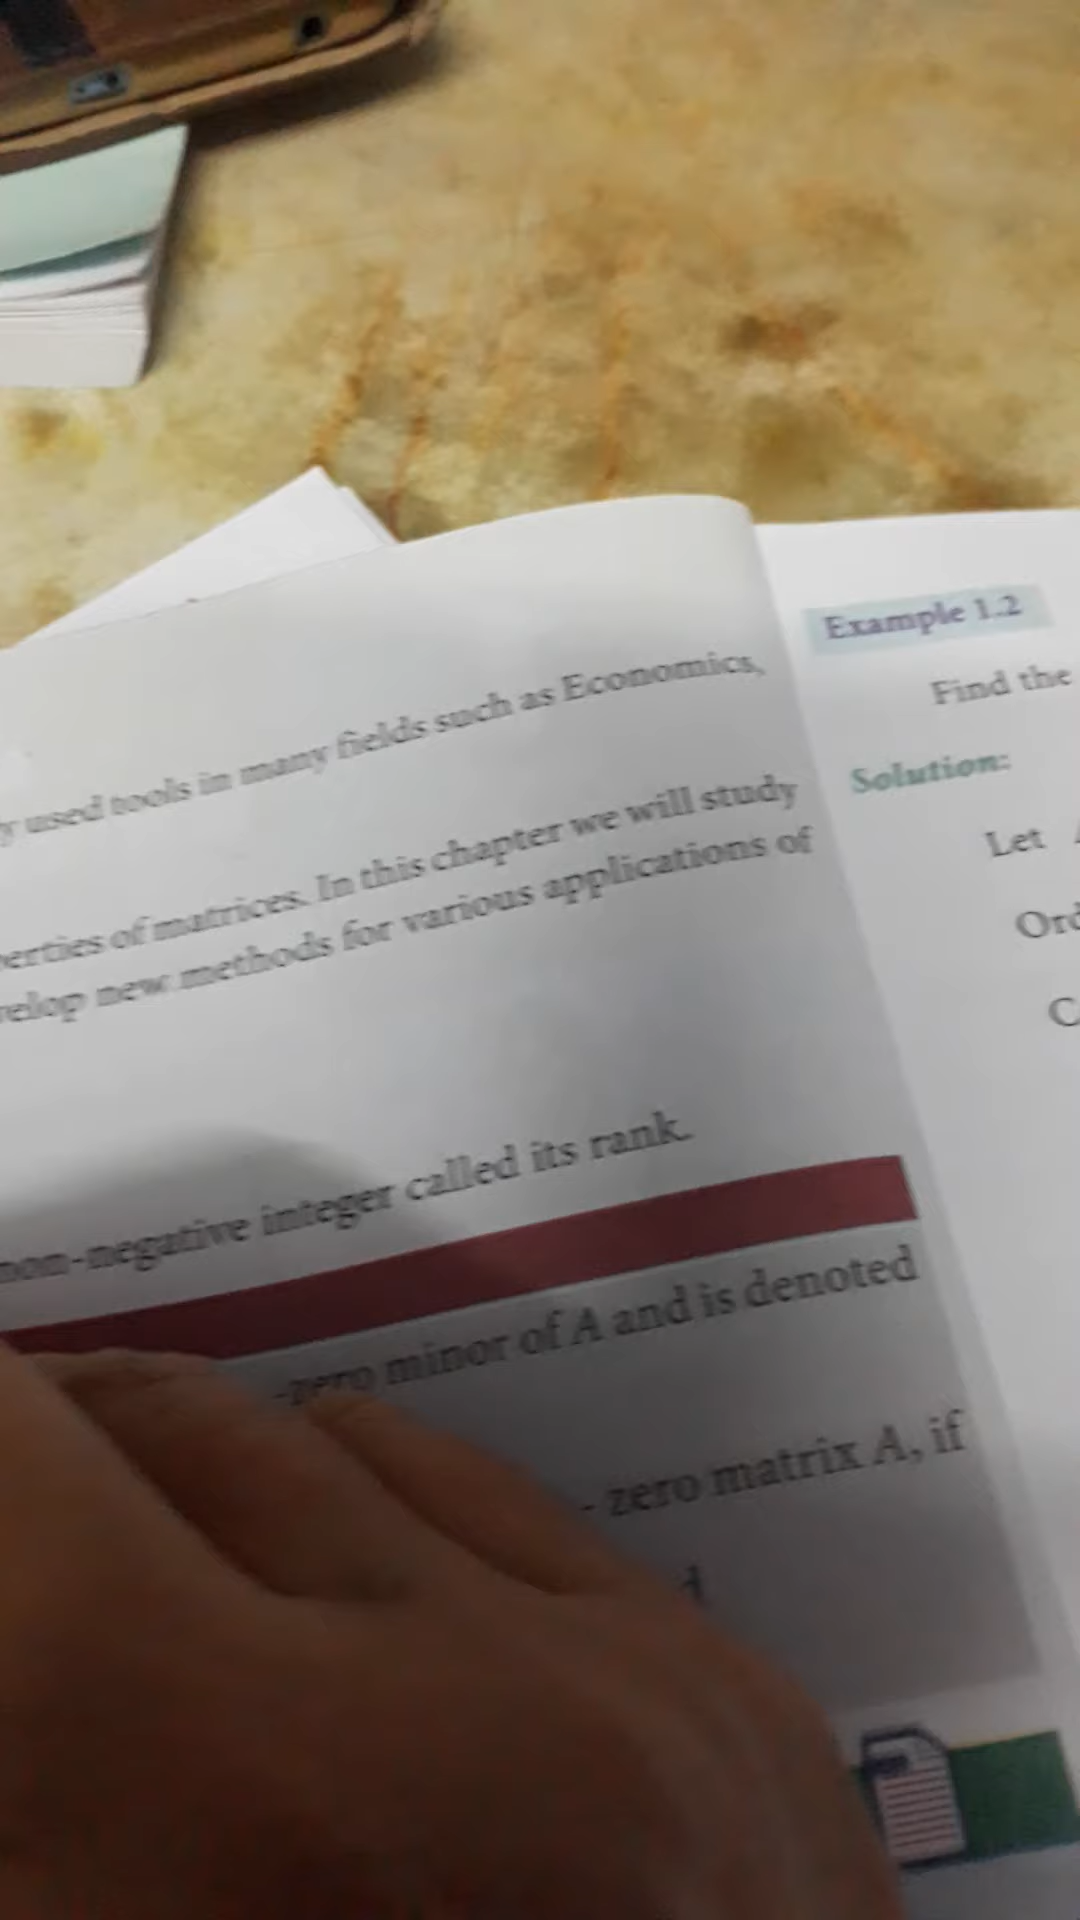 y used tools in many fields such as Economics,
perties of matrices. In this chapter we will study
velop new methods for various applications of
non-negative integer called its rank.
-zero minor of A and is denoted
- zero matrix A, if
d
Example 1.2
Find the
Solution:
Let
Ord
C